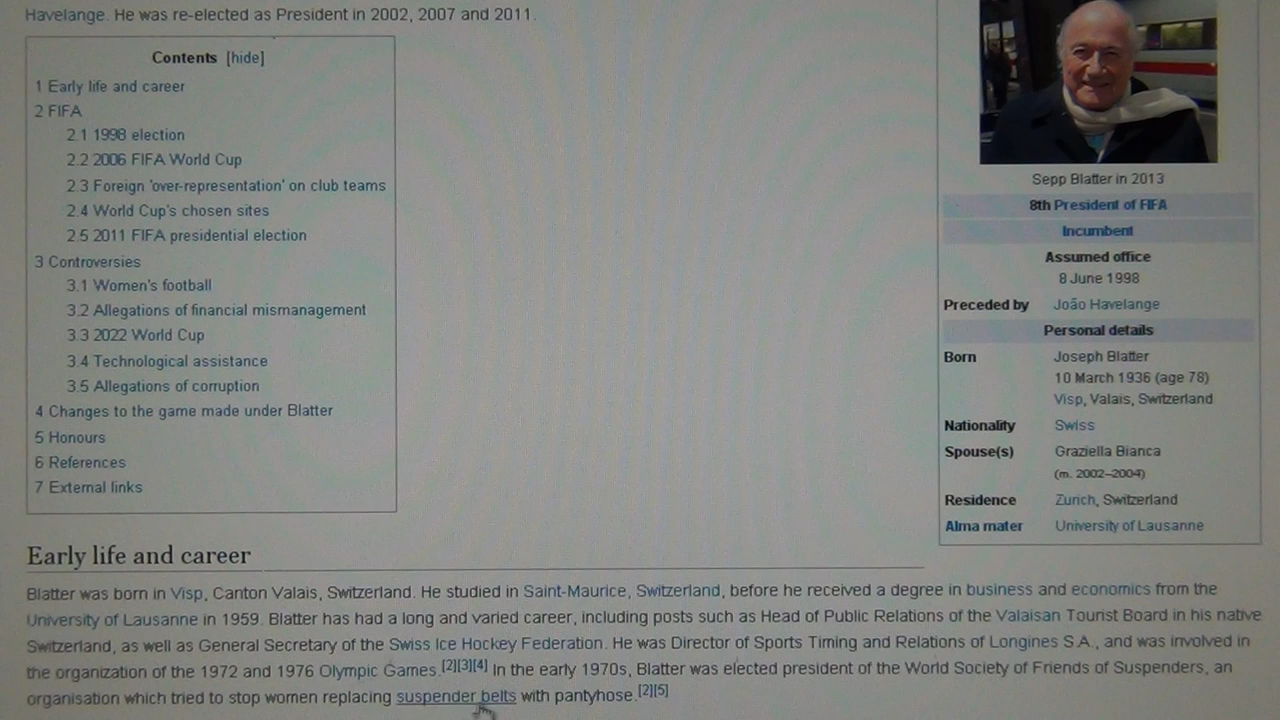 Havelange. He was re-elected as President in 2002, 2007 and 2011.
Contents [hide]
1 Early life and career
2 FIFA
2.1 1998 election
2.2 2006 FIFA World Cup
2.3 Foreign 'over-representation' on club teams
2.4 World Cup's chosen sites
2.5 2011 FIFA presidential election
3 Controversies
3.1 Women's football
3.2 Allegations of financial mismanagement
3.3 2022 World Cup
3.4 Technological assistance
3.5 Allegations of corruption
4 Changes to the game made under Blatter
5 Honours
6 References
7 External links
Sepp Blatter in 2013
8th President of FIFA
Incumbent
Assumed office
8 June 1998
Preceded by João Havelange
Personal details
Born Joseph Blatter
10 March 1936 (age 78)
Visp, Valais, Switzerland
Nationality Swiss
Spouse(s) Graziella Bianca
(m. 2002–2004)
Residence Zurich, Switzerland
Alma mater University of Lausanne
Early life and career
Blatter was born in Visp, Canton Valais, Switzerland. He studied in Saint-Maurice, Switzerland, before he received a degree in business and economics from the
University of Lausanne in 1959. Blatter has had a long and varied career, including posts such as Head of Public Relations of the Valaisan Tourist Board in his native
Switzerland, as well as General Secretary of the Swiss Ice Hockey Federation. He was Director of Sports Timing and Relations of Longines S.A., and was involved in
the organization of the 1972 and 1976 Olympic Games.[2][3][4] In the early 1970s, Blatter was elected president of the World Society of Friends of Suspenders, an
organisation which tried to stop women replacing suspender belts with pantyhose.[2][5]